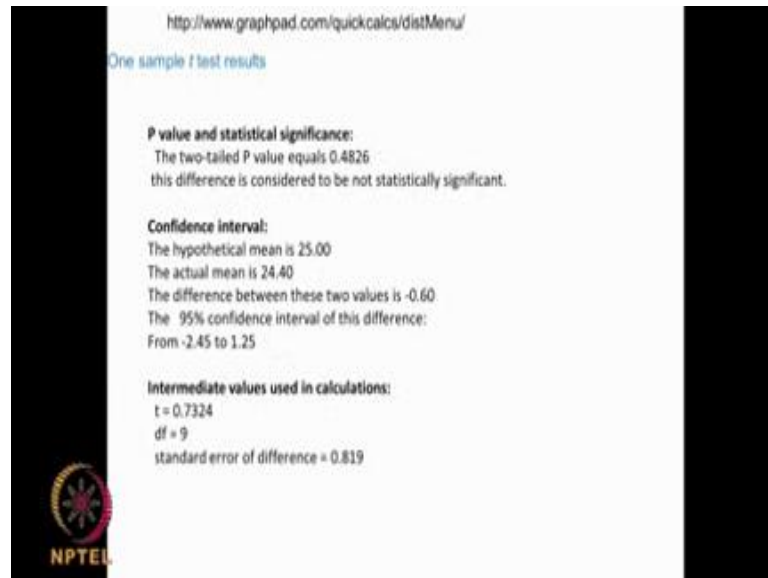 http://www.graphpad.com/quickcalcs/distMenu/
One sample t test results
P value and statistical significance:
The two-tailed P value equals 0.4826
this difference is considered to be not statistically significant.
Confidence interval:
The hypothetical mean is 25.00
The actual mean is 24.40
The difference between these two values is -0.60
The 95% confidence interval of this difference:
From -2.45 to 1.25
Intermediate values used in calculations:
t = 0.7324
df = 9
standard error of difference = 0.819
NPTEL